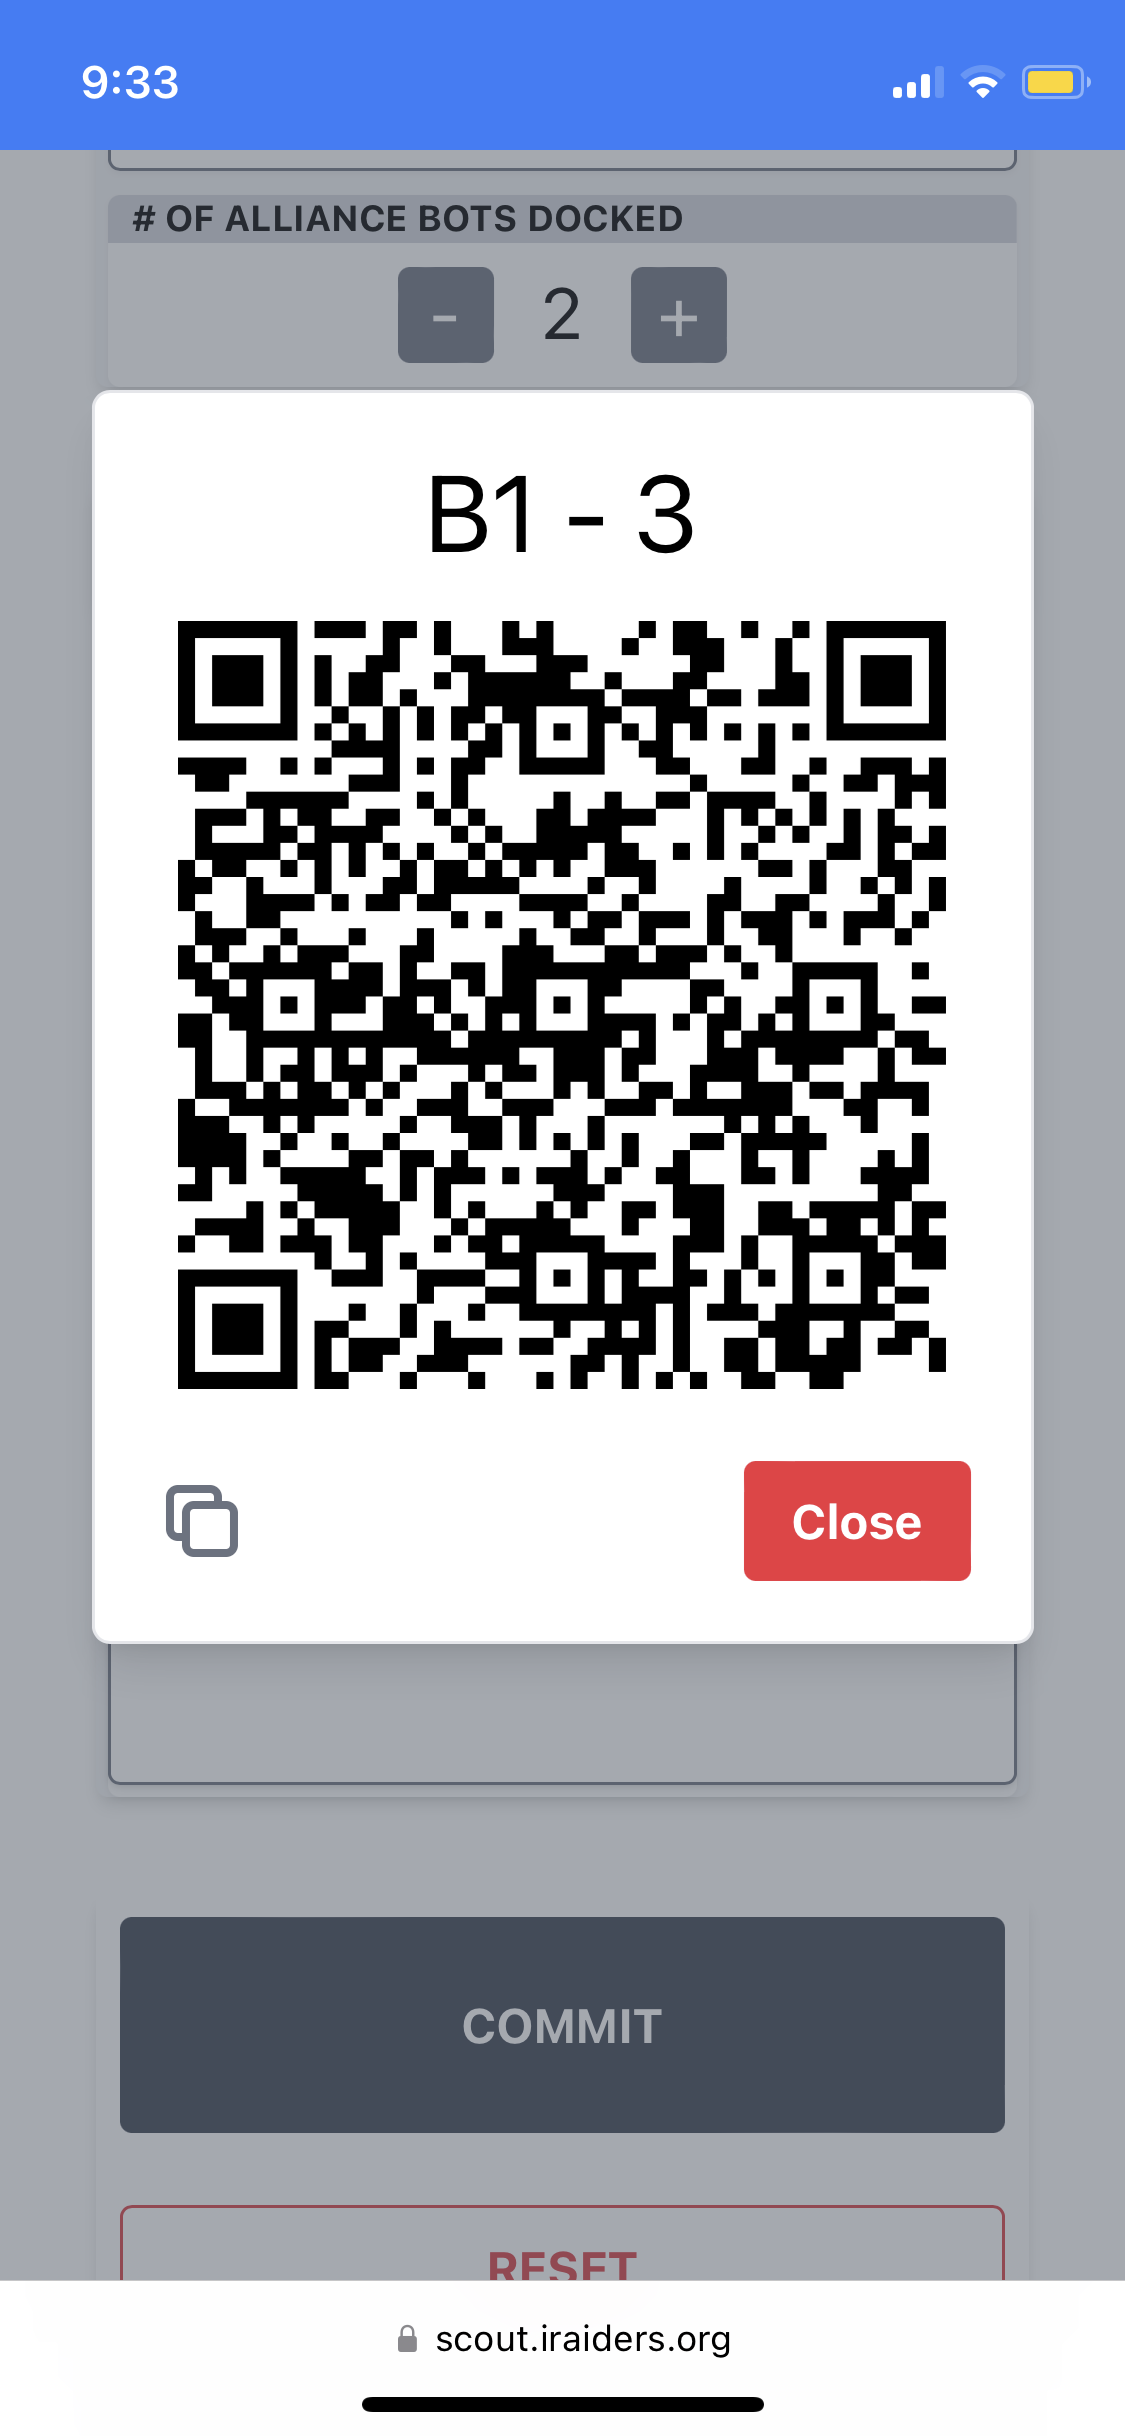 9:33
# OF ALLIANCE BOTS DOCKED
- 2 +
B1 - 3
Close
COMMIT
RESET
scout.iraiders.org